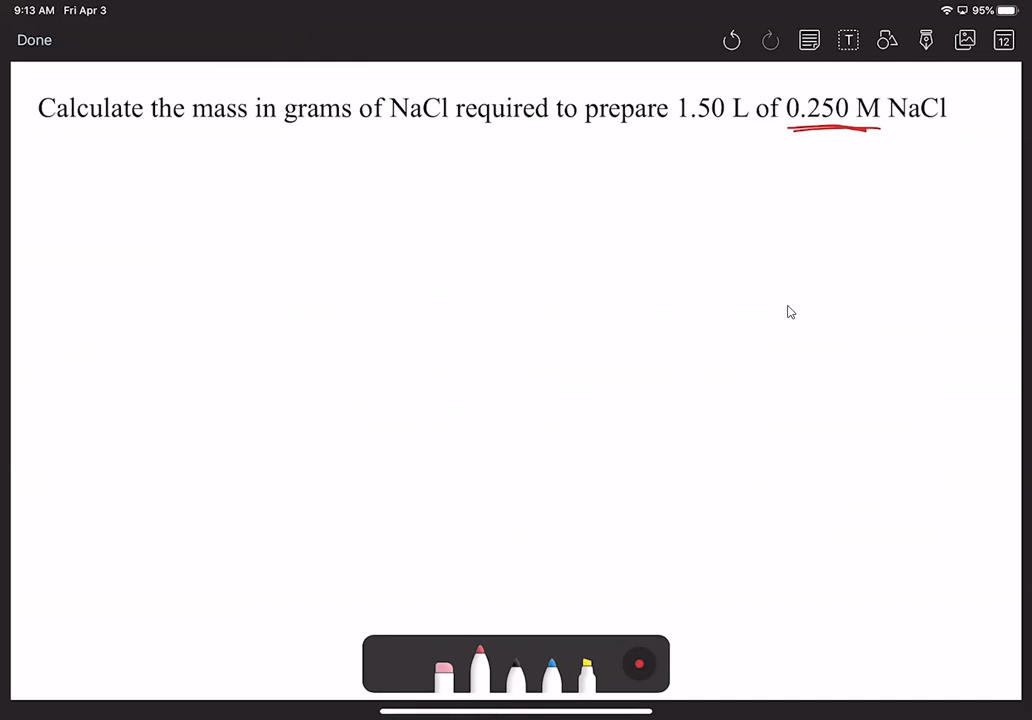 9:13 AM Fri Apr 3 95%
Done T 12
Calculate the mass in grams of NaCl required to prepare 1.50 L of 0.250 M NaCl